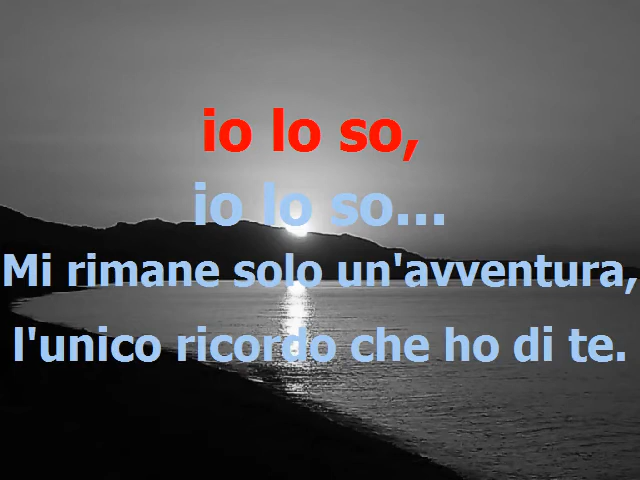 io lo so,
io lo so...
Mi rimane solo un'avventura,
l'unico ricordo che ho di te.